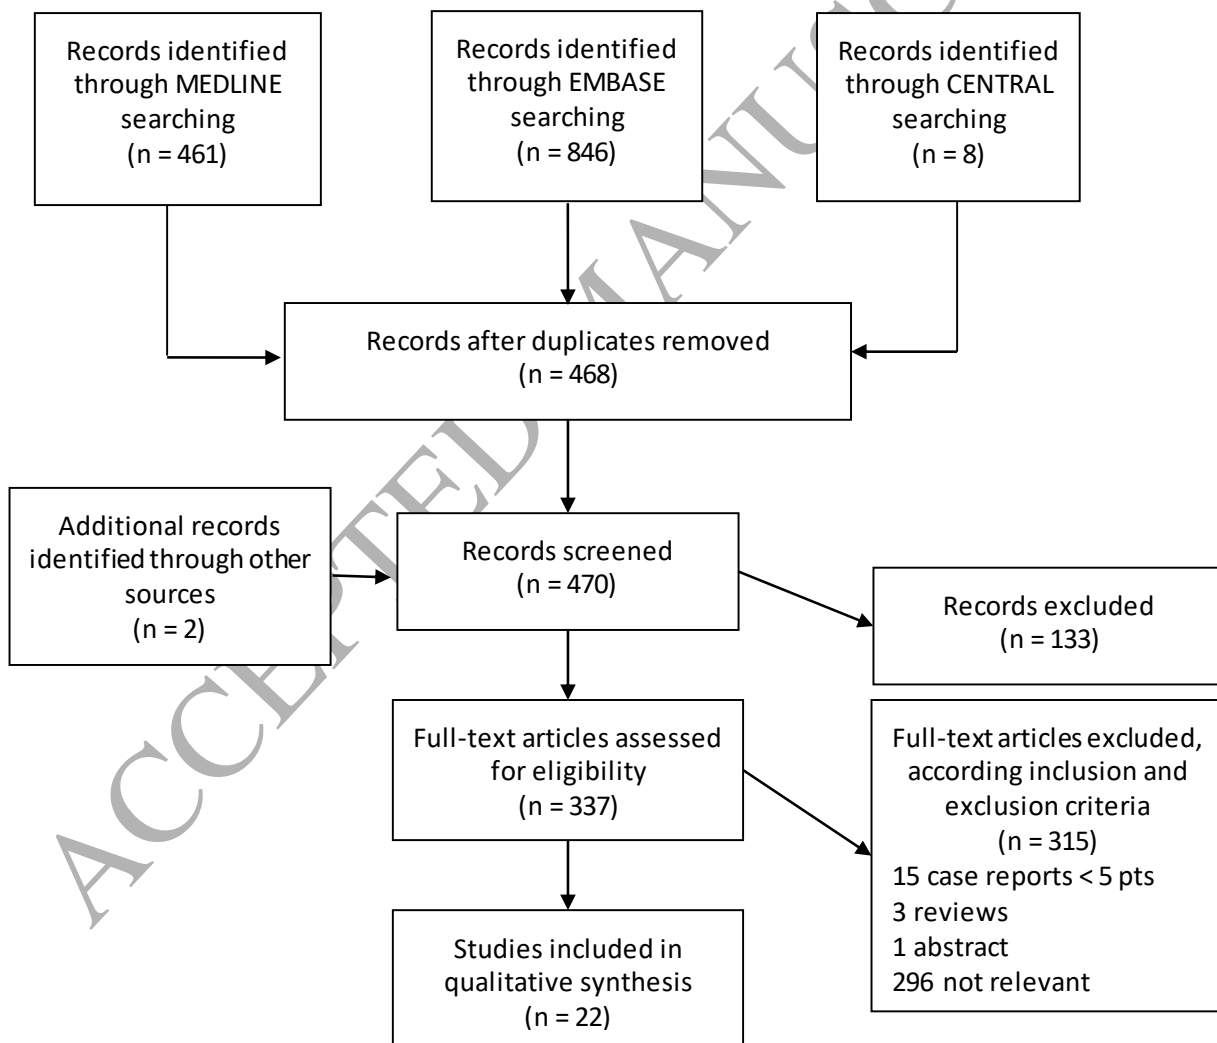 Records identified
through MEDLINE
searching
(n = 461)
Records identified
through EMBASE
searching
(n = 846)
Records identified
through CENTRAL
searching
(n = 8)
Records after duplicates removed
(n = 468)
Additional records
identified through other
sources
(n = 2)
Records screened
(n = 470)
Records excluded
(n = 133)
Full-text articles assessed
for eligibility
(n = 337)
Full-text articles excluded,
according inclusion and
exclusion criteria
(n = 315)
15 case reports < 5 pts
3 reviews
1 abstract
296 not relevant
Studies included in
qualitative synthesis
(n = 22)
ACCEPTED MANUSC